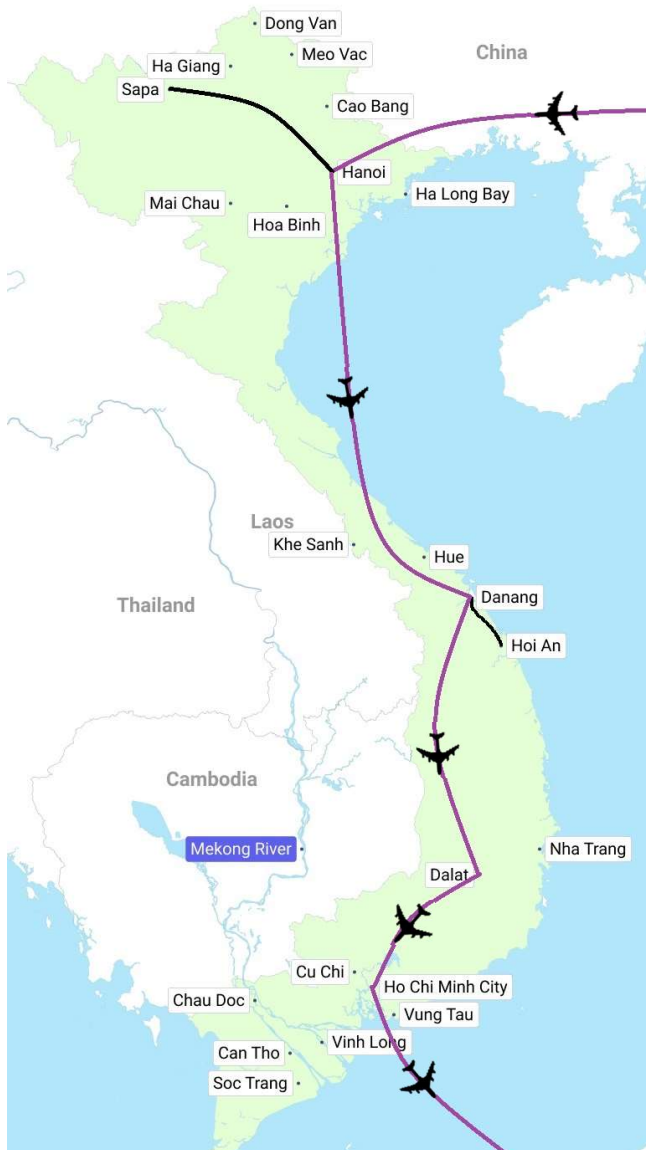 Dong Van
China
Meo Vac
Ha Giang
Sapa
Cao Bang
Hanoi
Ha Long Bay
Mai Chau
Hoa Binh
Laos
Khe Sanh
Hue
Danang
Thailand
Hoi An
Cambodia
Mekong River
Nha Trang
Dalat
Cu Chi
Ho Chi Minh City
Chau Doc
Vung Tau
Vinh Long
Can Tho
Soc Trang